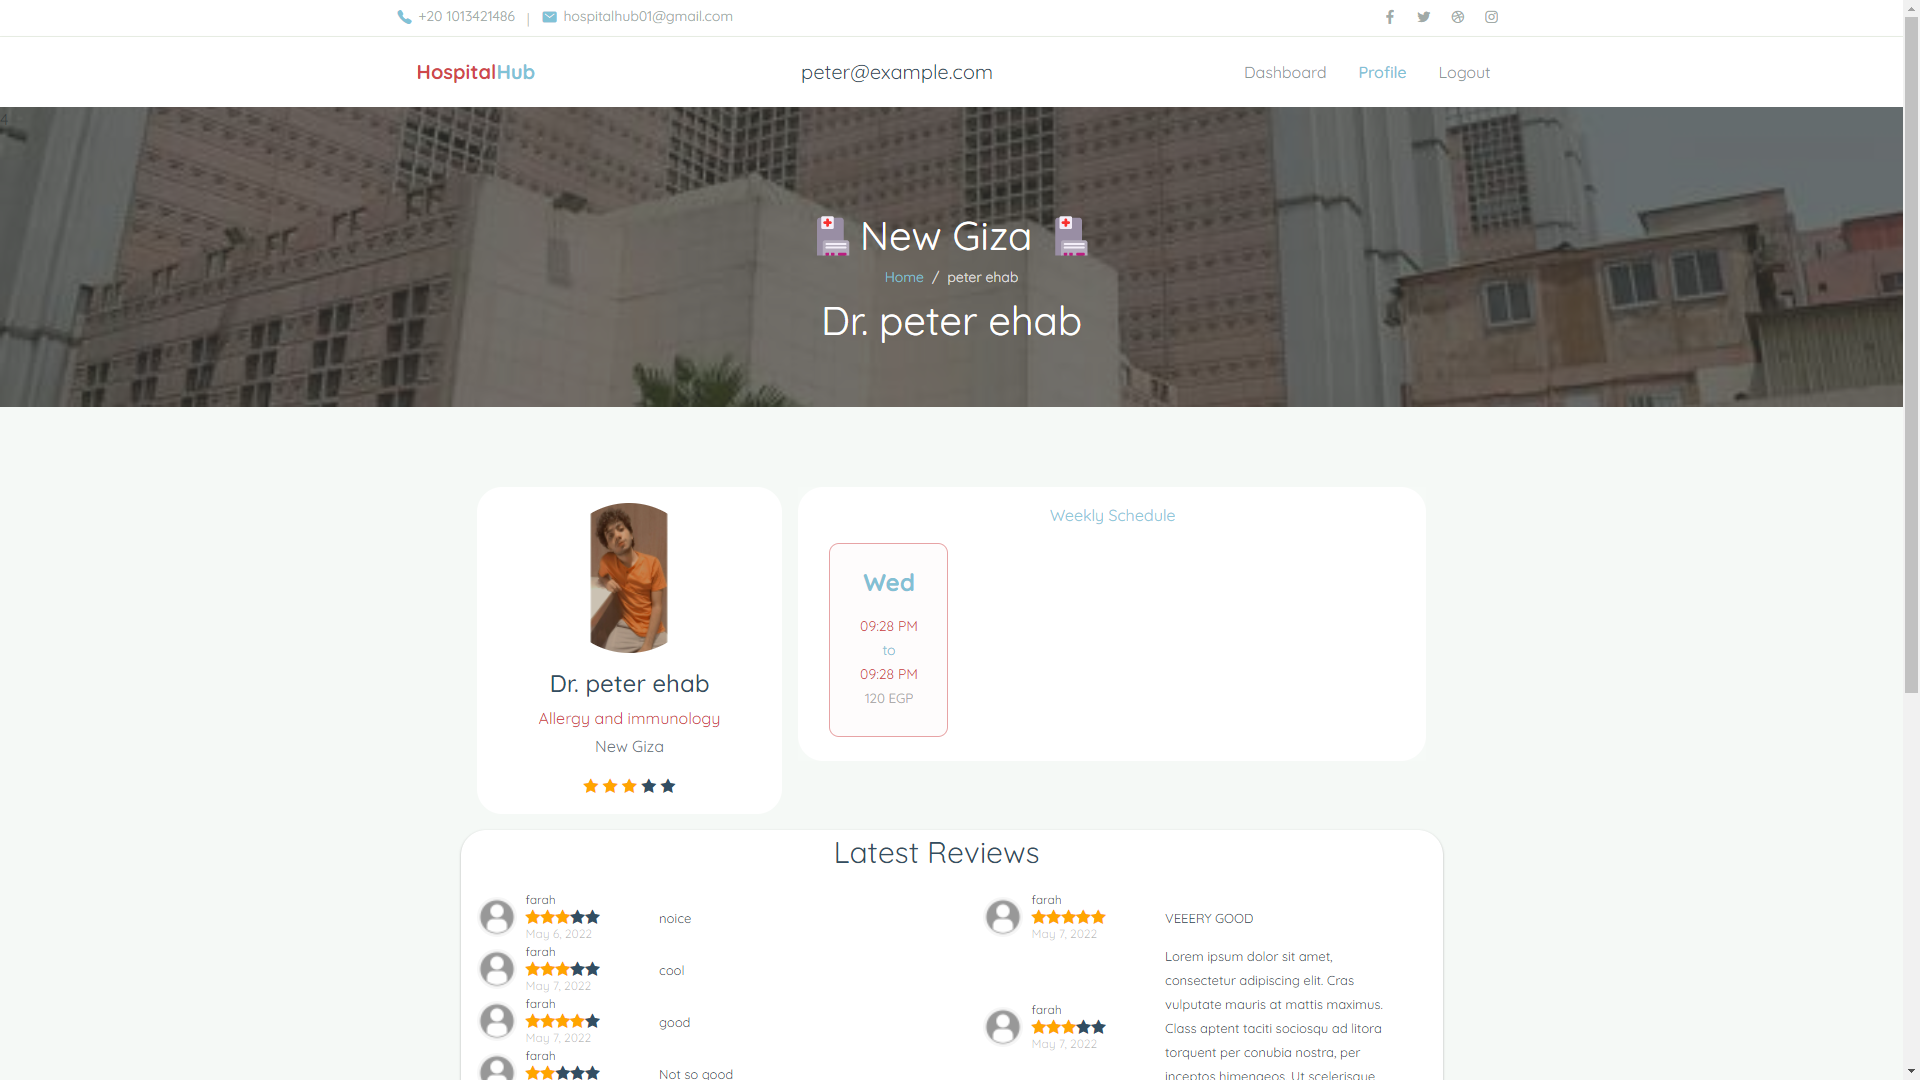 +20 1013421486 | hospitalhub01@gmail.com
HospitalHub
peter@example.com
Dashboard
Profile
Logout
4
New Giza
Home / peter ehab
Dr. peter ehab
Dr. peter ehab
Allergy and immunology
New Giza
Weekly Schedule
Wed
09:28 PM
to
09:28 PM
120 EGP
Latest Reviews
farah
May 6, 2022
noice
farah
May 7, 2022
cool
farah
May 7, 2022
good
farah
Not so good
farah
May 7, 2022
VEEERY GOOD
farah
May 7, 2022
Lorem ipsum dolor sit amet,
consectetur adipiscing elit. Cras
vulputate mauris at mattis maximus.
Class aptent taciti sociosqu ad litora
torquent per conubia nostra, per
inceptos himenaeos. Ut scelerisque